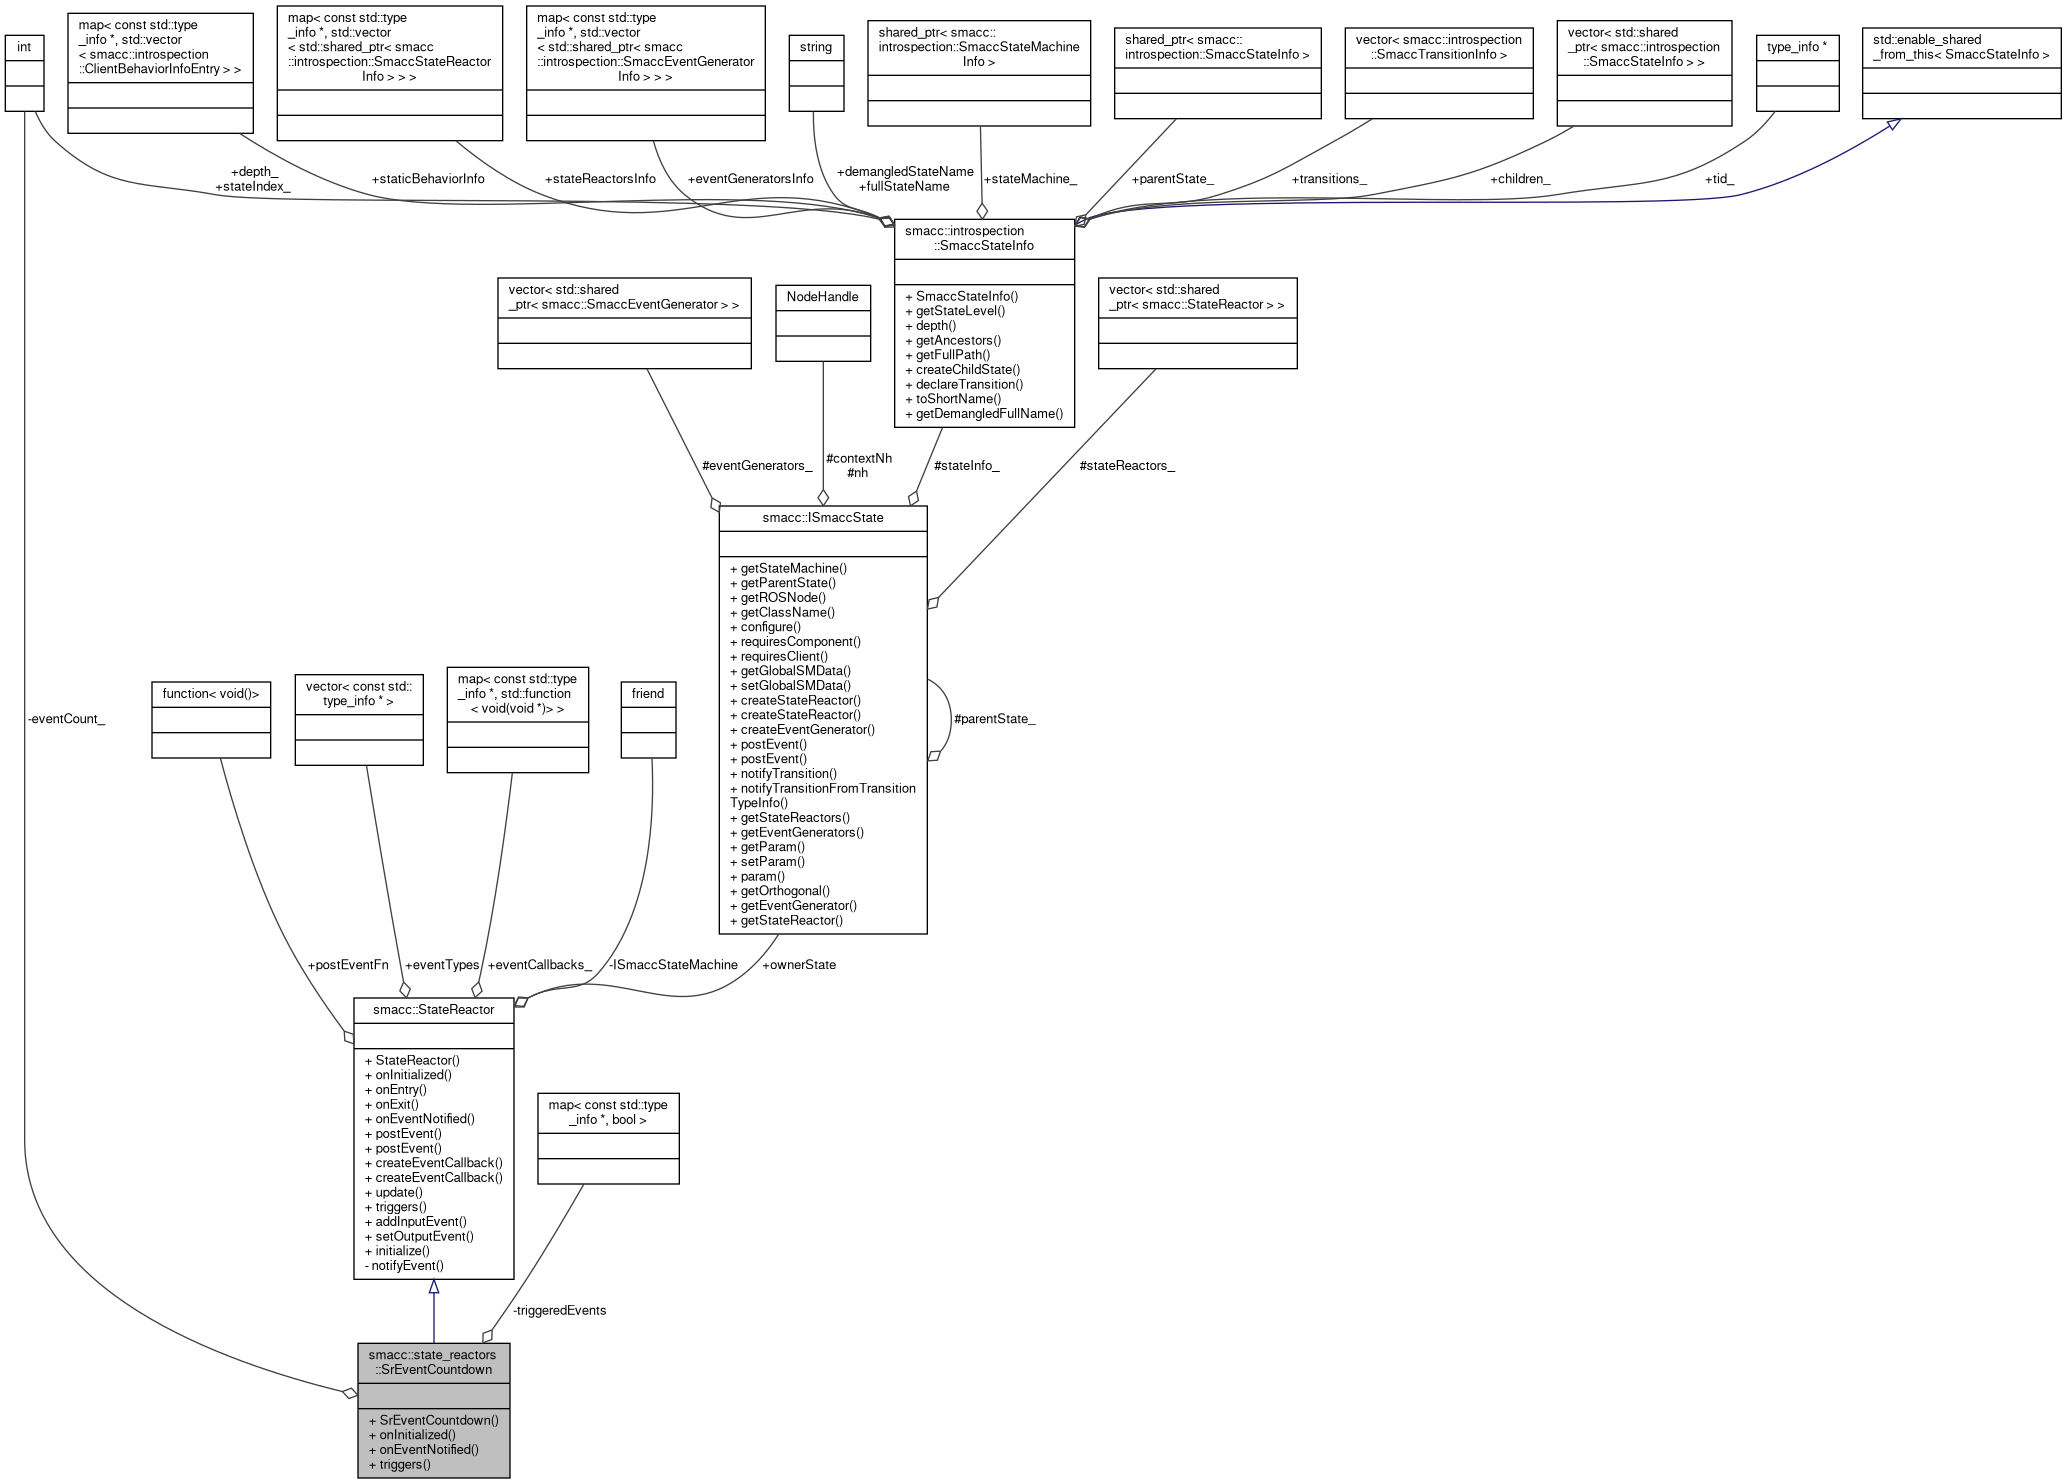 int
map< const std::type
_info *, std::vector
< smacc::introspection
::ClientBehaviorInfoEntry > >
map< const std::type
_info *, std::vector
< std::shared_ptr< smacc
::introspection::SmaccStateReactor
Info > > >
map< const std::type
_info *, std::vector
< std::shared_ptr< smacc
::introspection::SmaccEventGenerator
Info > > >
string
shared_ptr< smacc::
introspection::SmaccStateMachine
Info >
shared_ptr< smacc::
introspection::SmaccStateInfo >
vector< smacc::introspection
::SmaccTransitionInfo >
vector< std::shared
_ptr< smacc::introspection
::SmaccStateInfo > >
type_info *
std::enable_shared
_from_this< SmaccStateInfo >
+depth_
+stateIndex_
+staticBehaviorInfo
+stateReactorsInfo
+eventGeneratorsInfo
+demangledStateName
+fullStateName
+stateMachine_
+parentState_
+transitions_
+children_
+tid_
smacc::introspection
::SmaccStateInfo
+ SmaccStateInfo()
+ getStateLevel()
+ depth()
+ getAncestors()
+ getFullPath()
+ createChildState()
+ declareTransition()
+ toShortName()
+ getDemangledFullName()
vector< std::shared
_ptr< smacc::SmaccEventGenerator > >
NodeHandle
vector< std::shared
_ptr< smacc::StateReactor > >
#eventGenerators_
#contextNh
#nh
#stateInfo_
#stateReactors_
smacc::ISmaccState
+ getStateMachine()
+ getParentState()
+ getROSNode()
+ getClassName()
+ configure()
+ requiresComponent()
+ requiresClient()
+ getGlobalSMData()
+ setGlobalSMData()
+ createStateReactor()
+ createStateReactor()
+ createEventGenerator()
+ postEvent()
+ postEvent()
+ notifyTransition()
+ notifyTransitionFromTransition
TypeInfo()
+ getStateReactors()
+ getEventGenerators()
+ getParam()
+ setParam()
+ param()
+ getOrthogonal()
+ getEventGenerator()
+ getStateReactor()
#parentState_
-eventCount_
function< void()>
vector< const std::
type_info * >
map< const std::type
_info *, std::function
< void(void *)> >
friend
+postEventFn
+eventTypes
+eventCallbacks_
-ISmaccStateMachine
+ownerState
smacc::StateReactor
+ StateReactor()
+ onInitialized()
+ onEntry()
+ onExit()
+ onEventNotified()
+ postEvent()
+ postEvent()
+ createEventCallback()
+ createEventCallback()
+ update()
+ triggers()
+ addInputEvent()
+ setOutputEvent()
+ initialize()
- notifyEvent()
map< const std::type
_info *, bool >
-triggeredEvents
smacc::state_reactors
::SrEventCountdown
+ SrEventCountdown()
+ onInitialized()
+ onEventNotified()
+ triggers()